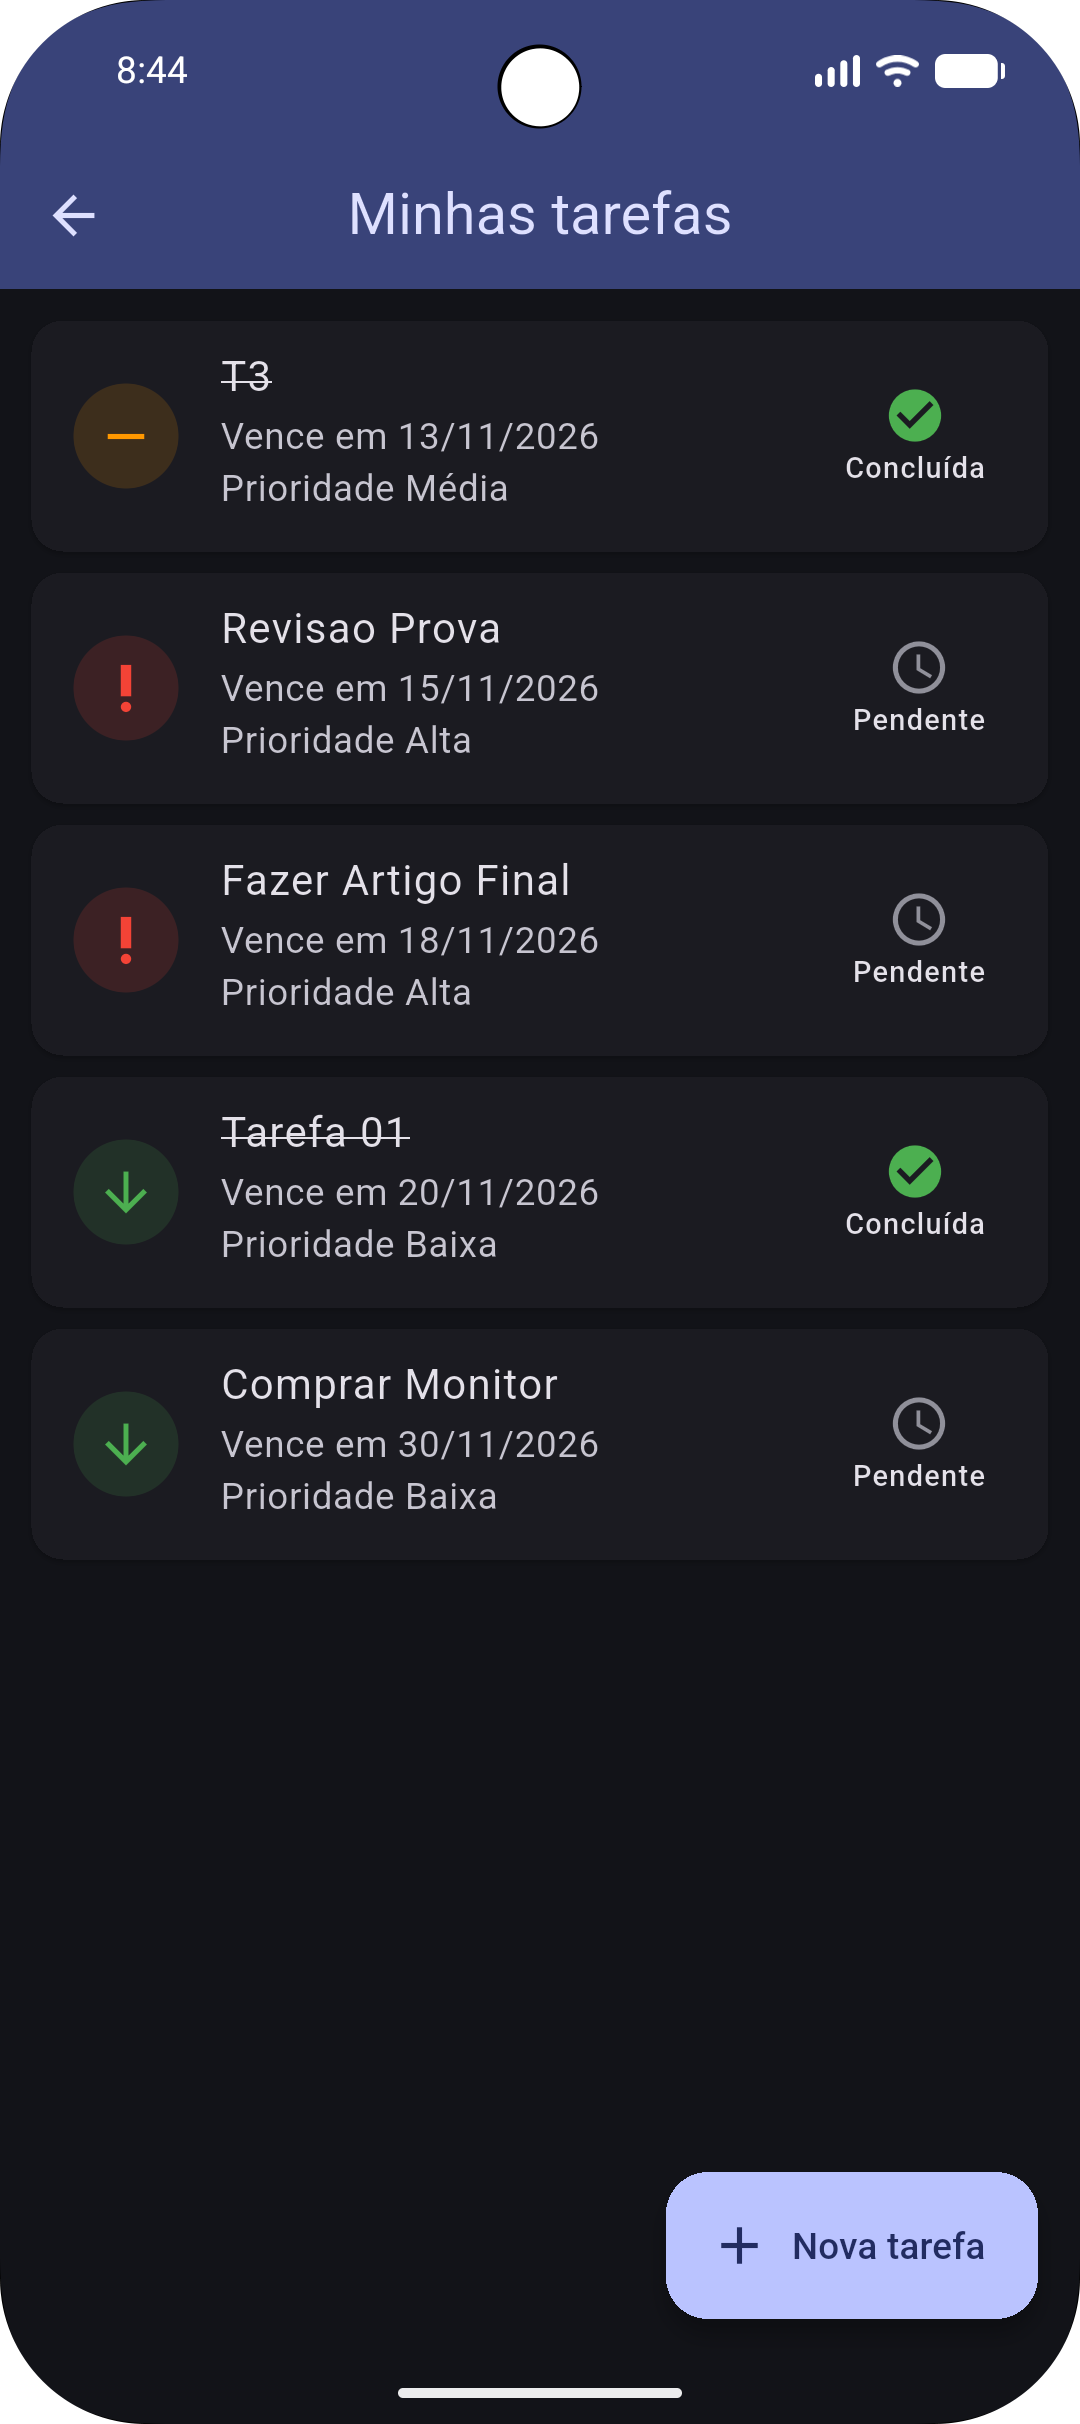 8:44
Minhas tarefas
T3
Vence em 13/11/2026
Prioridade Média
Concluída
Revisao Prova
Vence em 15/11/2026
Prioridade Alta
Pendente
Fazer Artigo Final
Vence em 18/11/2026
Prioridade Alta
Pendente
Tarefa 01
Vence em 20/11/2026
Prioridade Baixa
Concluída
Comprar Monitor
Vence em 30/11/2026
Prioridade Baixa
Pendente
Nova tarefa